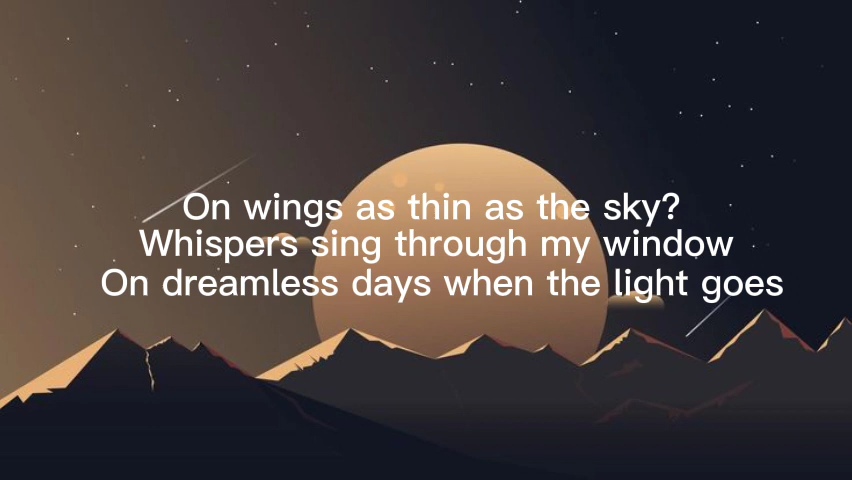 On wings as thin as the sky?
Whispers sing through my window
On dreamless days when the light goes